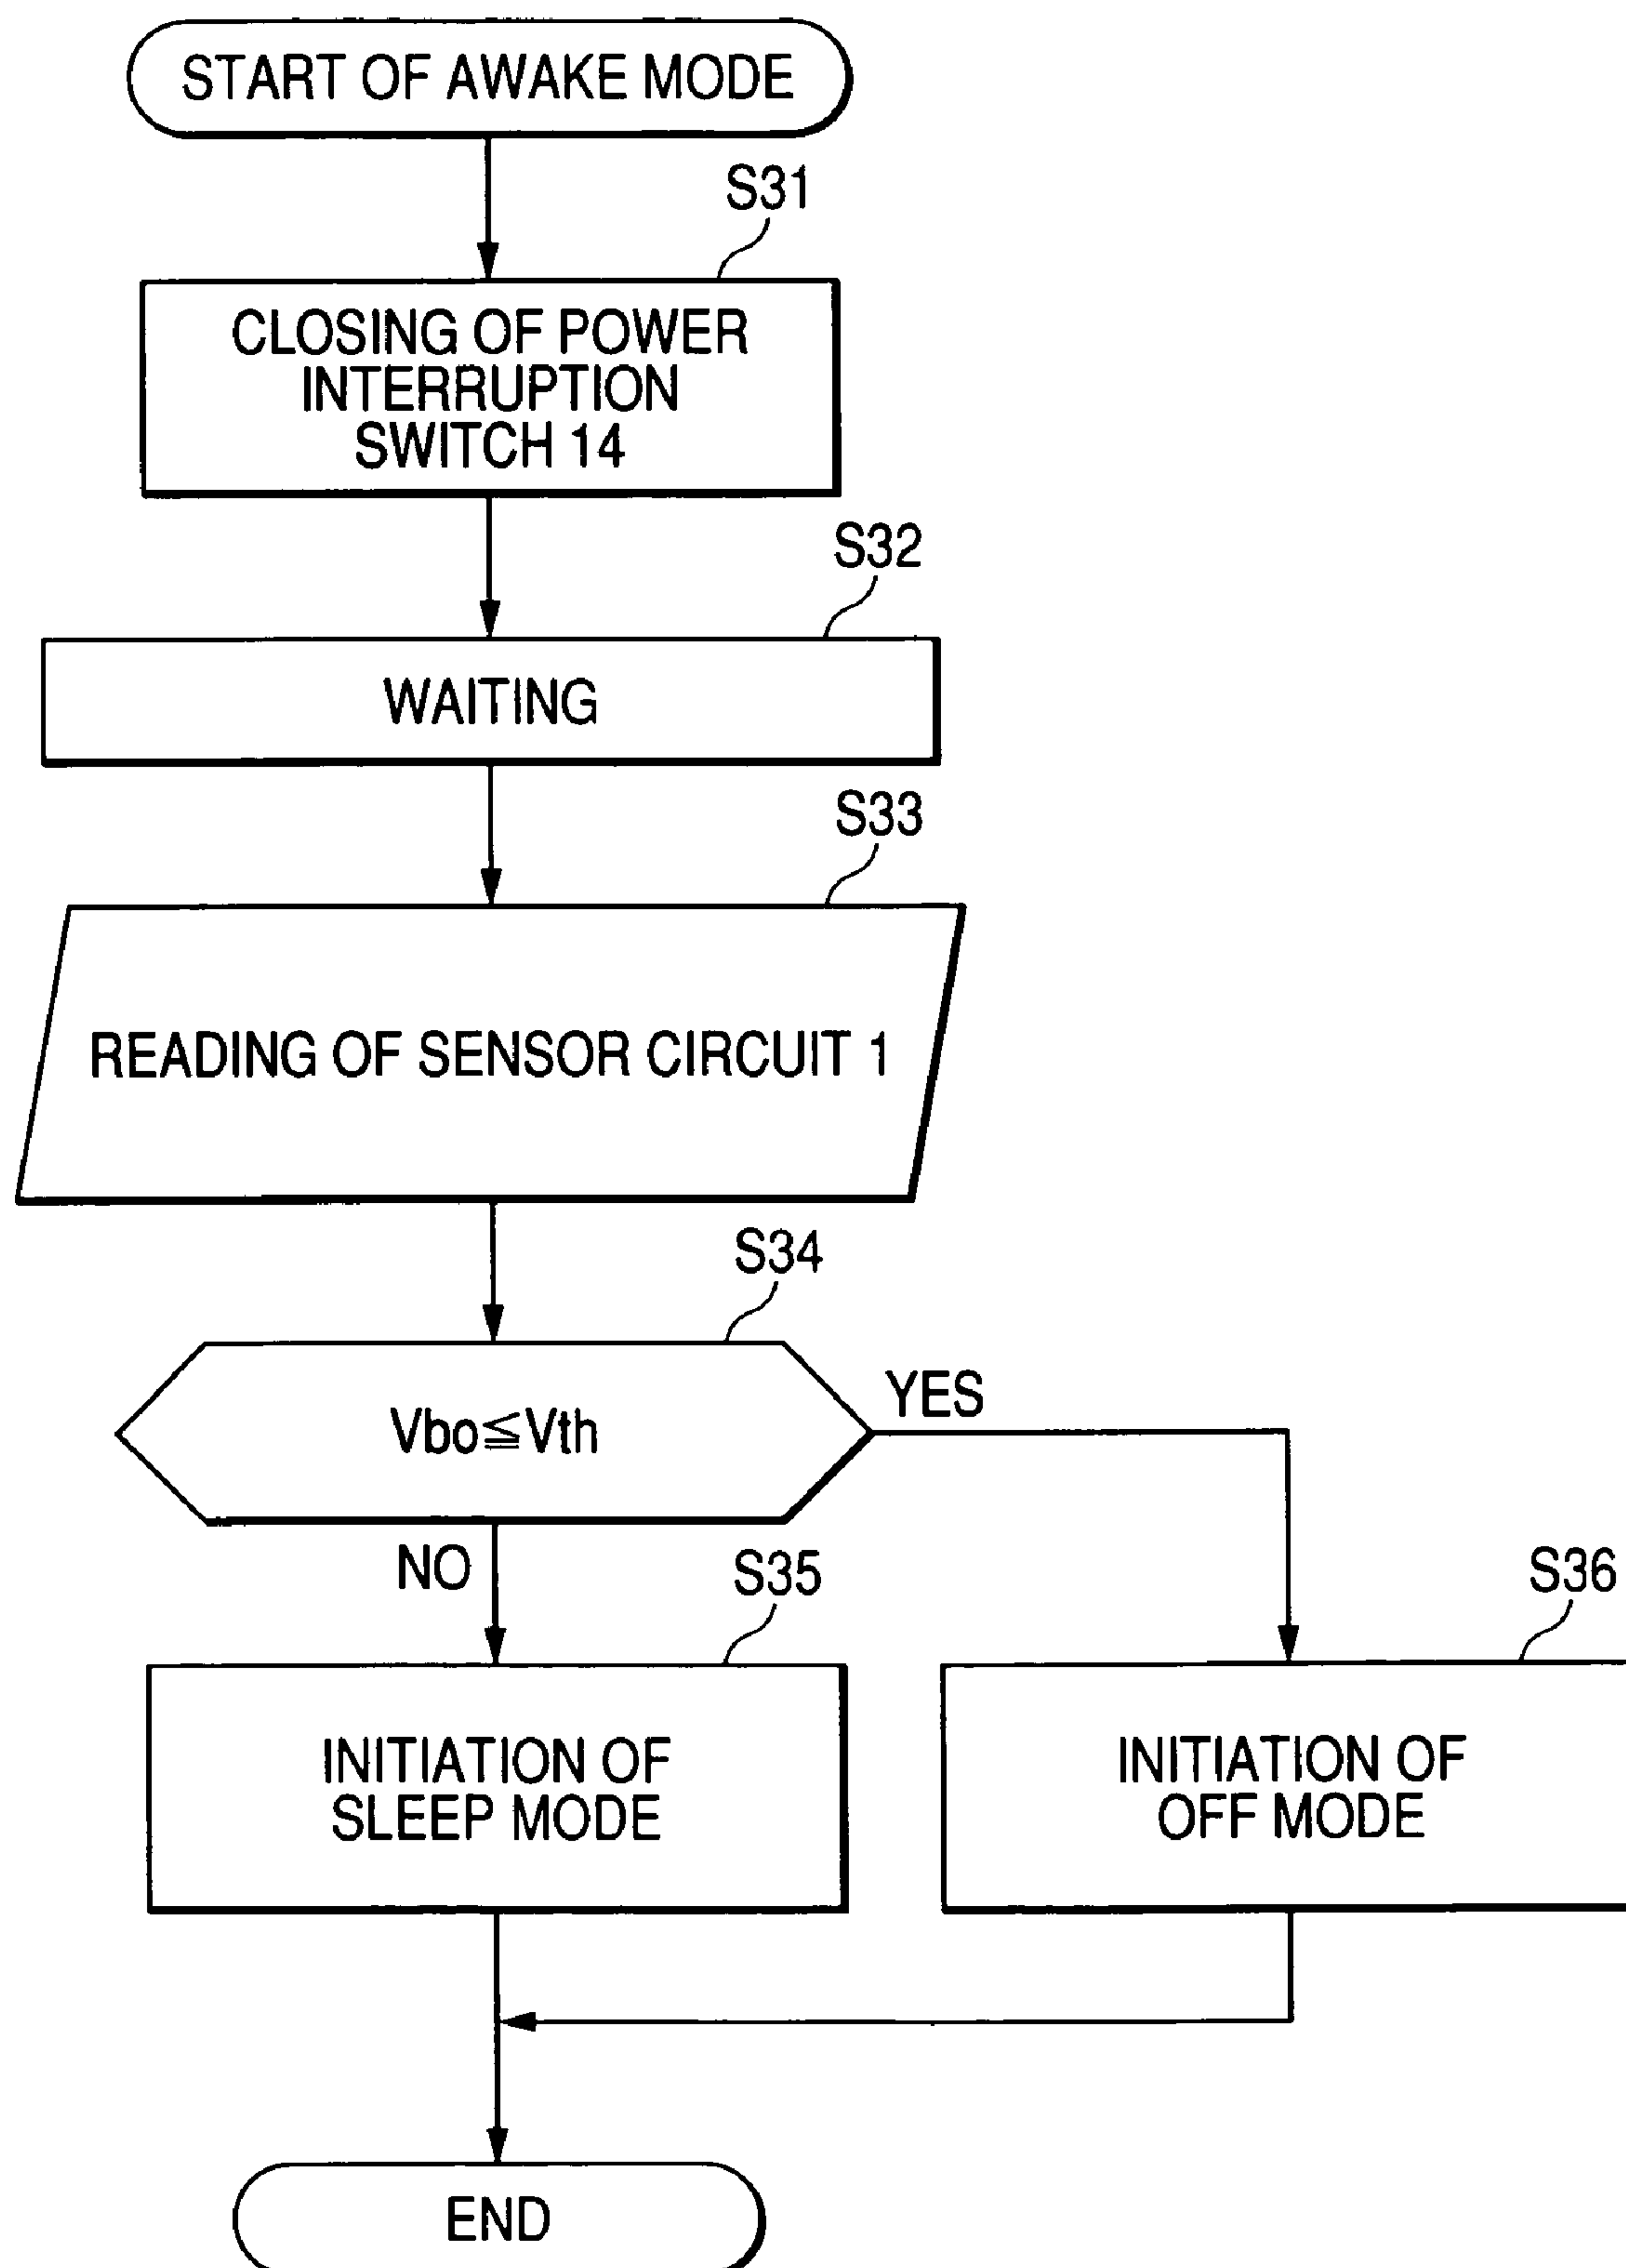 START OF AWAKE MODE
S31
CLOSING OF POWER
INTERRUPTION
SWITCH 14
S32
WAITING
S33
READING OF SENSOR CIRCUIT 1
S34
Vbo≦Vth
YES
NO
S35
S36
INITIATION OF
SLEEP MODE
INITIATION OF
OFF MODE
END